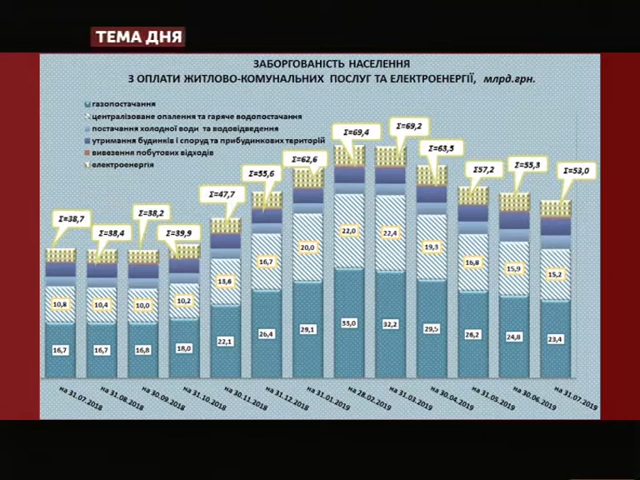 ТЕМА ДНЯ
ЗАБОРГОВАНІСТЬ НАСЕЛЕННЯ
З ОПЛАТИ ЖИТЛОВО-КОМУНАЛЬНИХ ПОСЛУГ ТА ЕЛЕКТРОЕНЕРГІЇ, млрд.грн.
газопостачання
централізоване опалення та гаряче водопостачання
постачання холодної води та водовідведення
утримання будинків і споруд та прибудинкових територій
вивезення побутових відходів
електроенергія
Σ=38,7 Σ=38,4 Σ=38,2 Σ=39,9 Σ=47,7 Σ=55,6 Σ=62,6 Σ=69,4 Σ=69,2 Σ=63,5 Σ57,2 Σ=55,3 Σ=53,0
10,8 10,4 10,0 10,2 18,6 16,7 20,0 22,0 22,4 19,3 16,8 15,9 15,2
16,7 16,7 16,8 18,0 22,1 26,4 29,1 33,0 32,2 29,5 26,2 24,8 23,4
на 31.07.2018 на 31.08.2018 на 30.09.2018 на 31.10.2018 на 30.11.2018 на 31.12.2018 на 31.01.2019 на 28.02.2019 на 31.03.2019 на 30.04.2019 на 31.05.2019 на 30.06.2019 на 31.07.2019